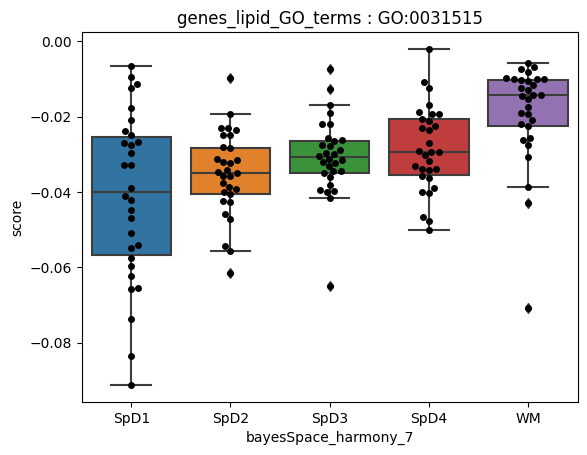 genes_lipid_GO_terms : GO:0031515
0.00
−0.02
−0.04
−0.06
−0.08
score
SpD1 SpD2 SpD3 SpD4 WM
bayesSpace_harmony_7